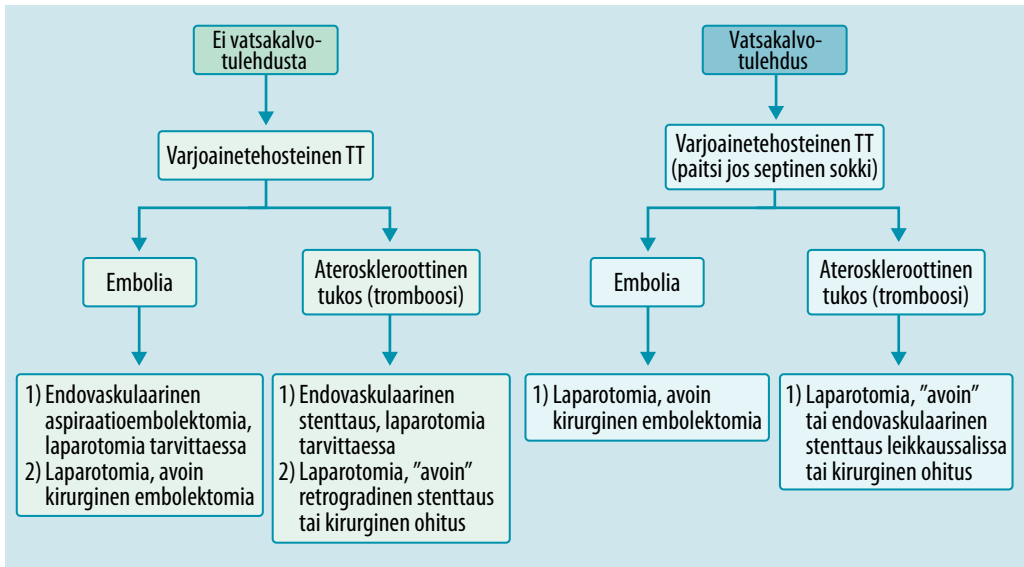 Ei vatsakalvo-
tulehdusta
Varjoainetehosteinen TT
Embolia
Ateroskleroottinen
tukos (tromboosi)
1) Endovaskulaarinen
aspiraatioembolektomia,
laparotomia tarvittaessa
2) Laparotomia, avoin
kirurginen embolektomia
1) Endovaskulaarinen
stenttaus, laparotomia
tarvittaessa
2) Laparotomia, ”avoin”
retrogradinen stenttaus
tai kirurginen ohitus
Vatsakalvo-
tulehdus
Varjoainetehosteinen TT
(paitsi jos septinen sokki)
Embolia
Ateroskleroottinen
tukos (tromboosi)
1) Laparotomia, avoin
kirurginen embolektomia
1) Laparotomia, ”avoin”
tai endovaskulaarinen
stenttaus leikkaussalissa
tai kirurginen ohitus